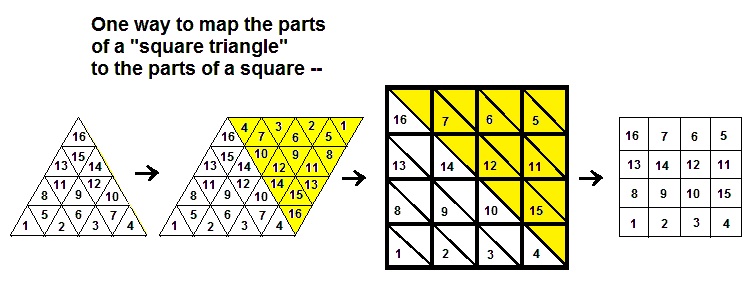 One way to map the parts
of a "square triangle"
to the parts of a square --
16
13 15 14
8 11 9 12 10
1 5 2 6 3 7 4
16 4 7 3 6 2 5 1
13 15 14 10 12 9 11 8
8 11 9 12 10 14 15 13
1 5 2 6 3 7 4 16
16 7 6 5
13 14 12 11
8 9 10 15
1 2 3 4
16 7 6 5
13 14 12 11
8 9 10 15
1 2 3 4